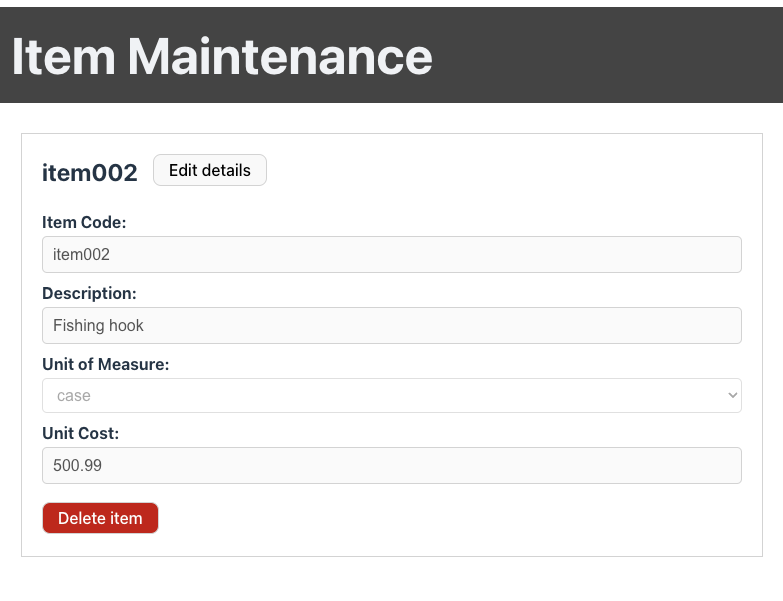 Item Maintenance
item002 Edit details
Item Code:
item002
Description:
Fishing hook
Unit of Measure:
case
Unit Cost:
500.99
Delete item